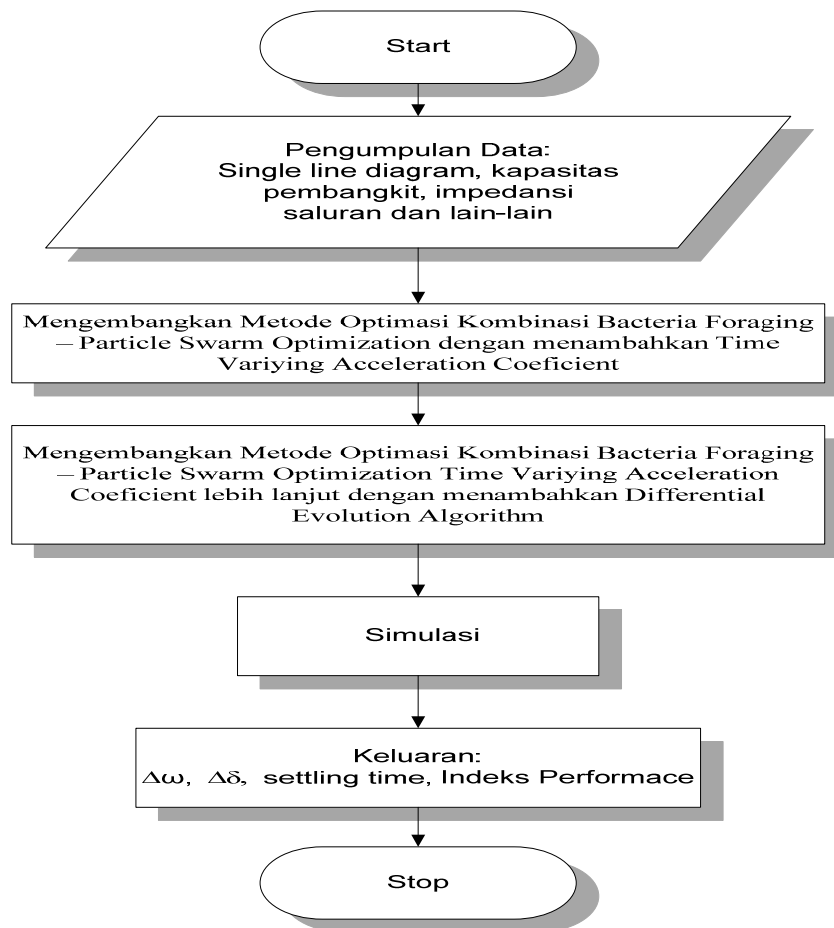 Start
Pengumpulan Data:
Single line diagram, kapasitas
pembangkit, impedansi
saluran dan lain-lain
Mengembangkan Metode Optimasi Kombinasi Bacteria Foraging
– Particle Swarm Optimization dengan menambahkan Time
Variying Acceleration Coeficient
Mengembangkan Metode Optimasi Kombinasi Bacteria Foraging
– Particle Swarm Optimization Time Variying Acceleration
Coeficient lebih lanjut dengan menambahkan Differential
Evolution Algorithm
Simulasi
Keluaran:
Δω, Δδ, settling time, Indeks Performace
Stop